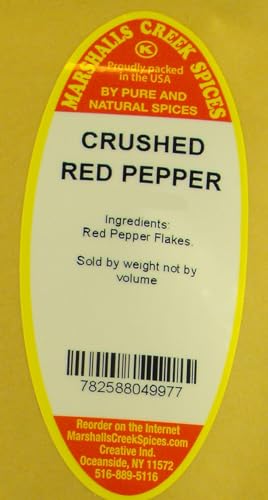 MARSHALLS CREEK SPICES
K
Proudly packed
in the USA
BY PURE AND
NATURAL SPICES
CRUSHED
RED PEPPER
Ingredients:
Red Pepper Flakes.
Sold by weight not by
volume
782588049977
Reorder on the Internet
MarshallsCreekSpices.com
Creative Ind.
Oceanside, NY 11572
516-889-5116